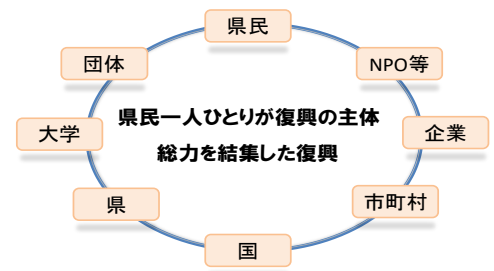 県民
団体
NPO等
県民一人ひとりが復興の主体
大学
企業
総力を結集した復興
県
市町村
国